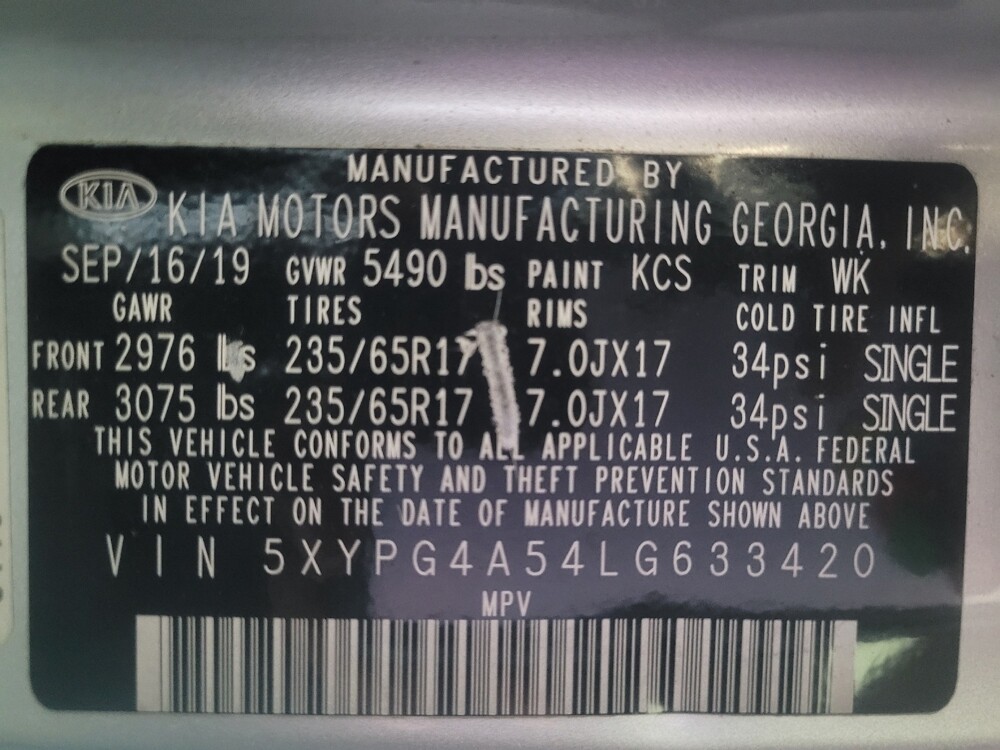 MANUFACTURED BY
KIA KIA MOTORS MANUFACTURING GEORGIA, INC.
SEP/16/19 GVWR 5490 lbs PAINT KCS TRIM WK
GAWR TIRES RIMS COLD TIRE INFL
FRONT 2976 lbs 235/65R17 7.0JX17 34psi SINGLE
REAR 3075 lbs 235/65R17 7.0JX17 34psi SINGLE
THIS VEHICLE CONFORMS TO ALL APPLICABLE U.S.A. FEDERAL
MOTOR VEHICLE SAFETY AND THEFT PREVENTION STANDARDS
IN EFFECT ON THE DATE OF MANUFACTURE SHOWN ABOVE
VIN 5XYPG4A54LG633420
MPV